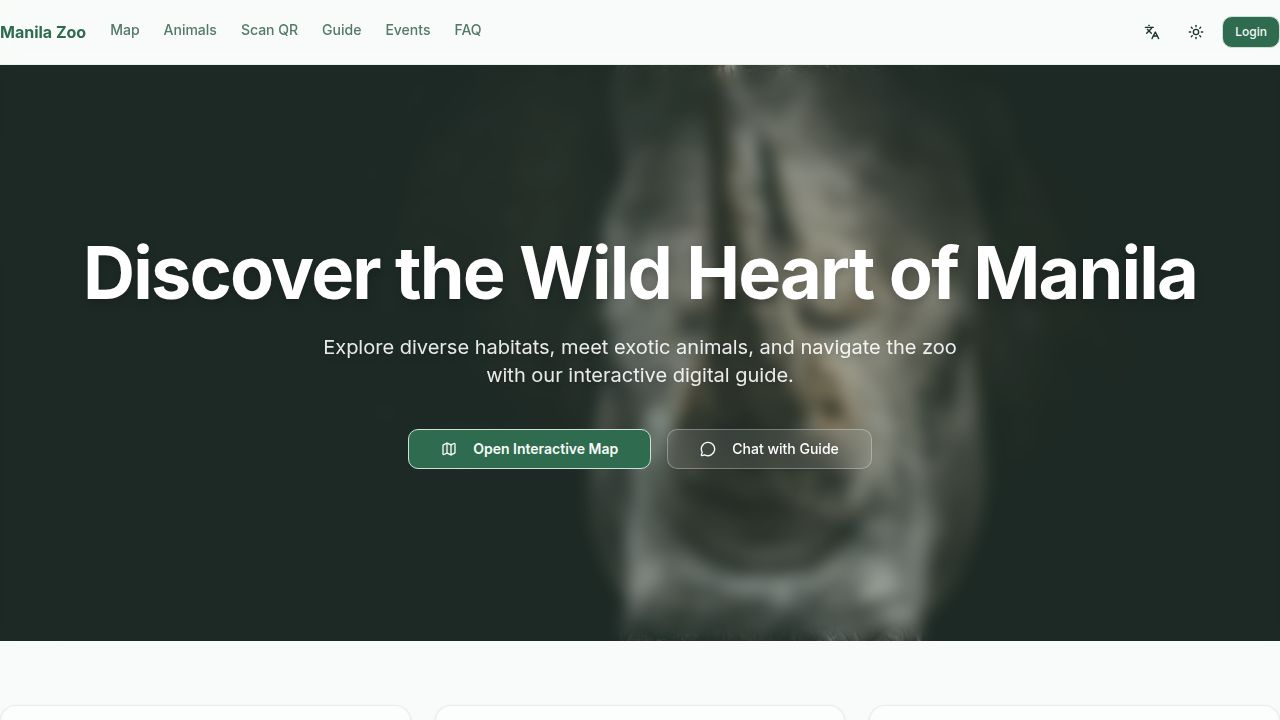 Manila Zoo Map Animals Scan QR Guide Events FAQ Login
Discover the Wild Heart of Manila
Explore diverse habitats, meet exotic animals, and navigate the zoo
with our interactive digital guide.
Open Interactive Map Chat with Guide